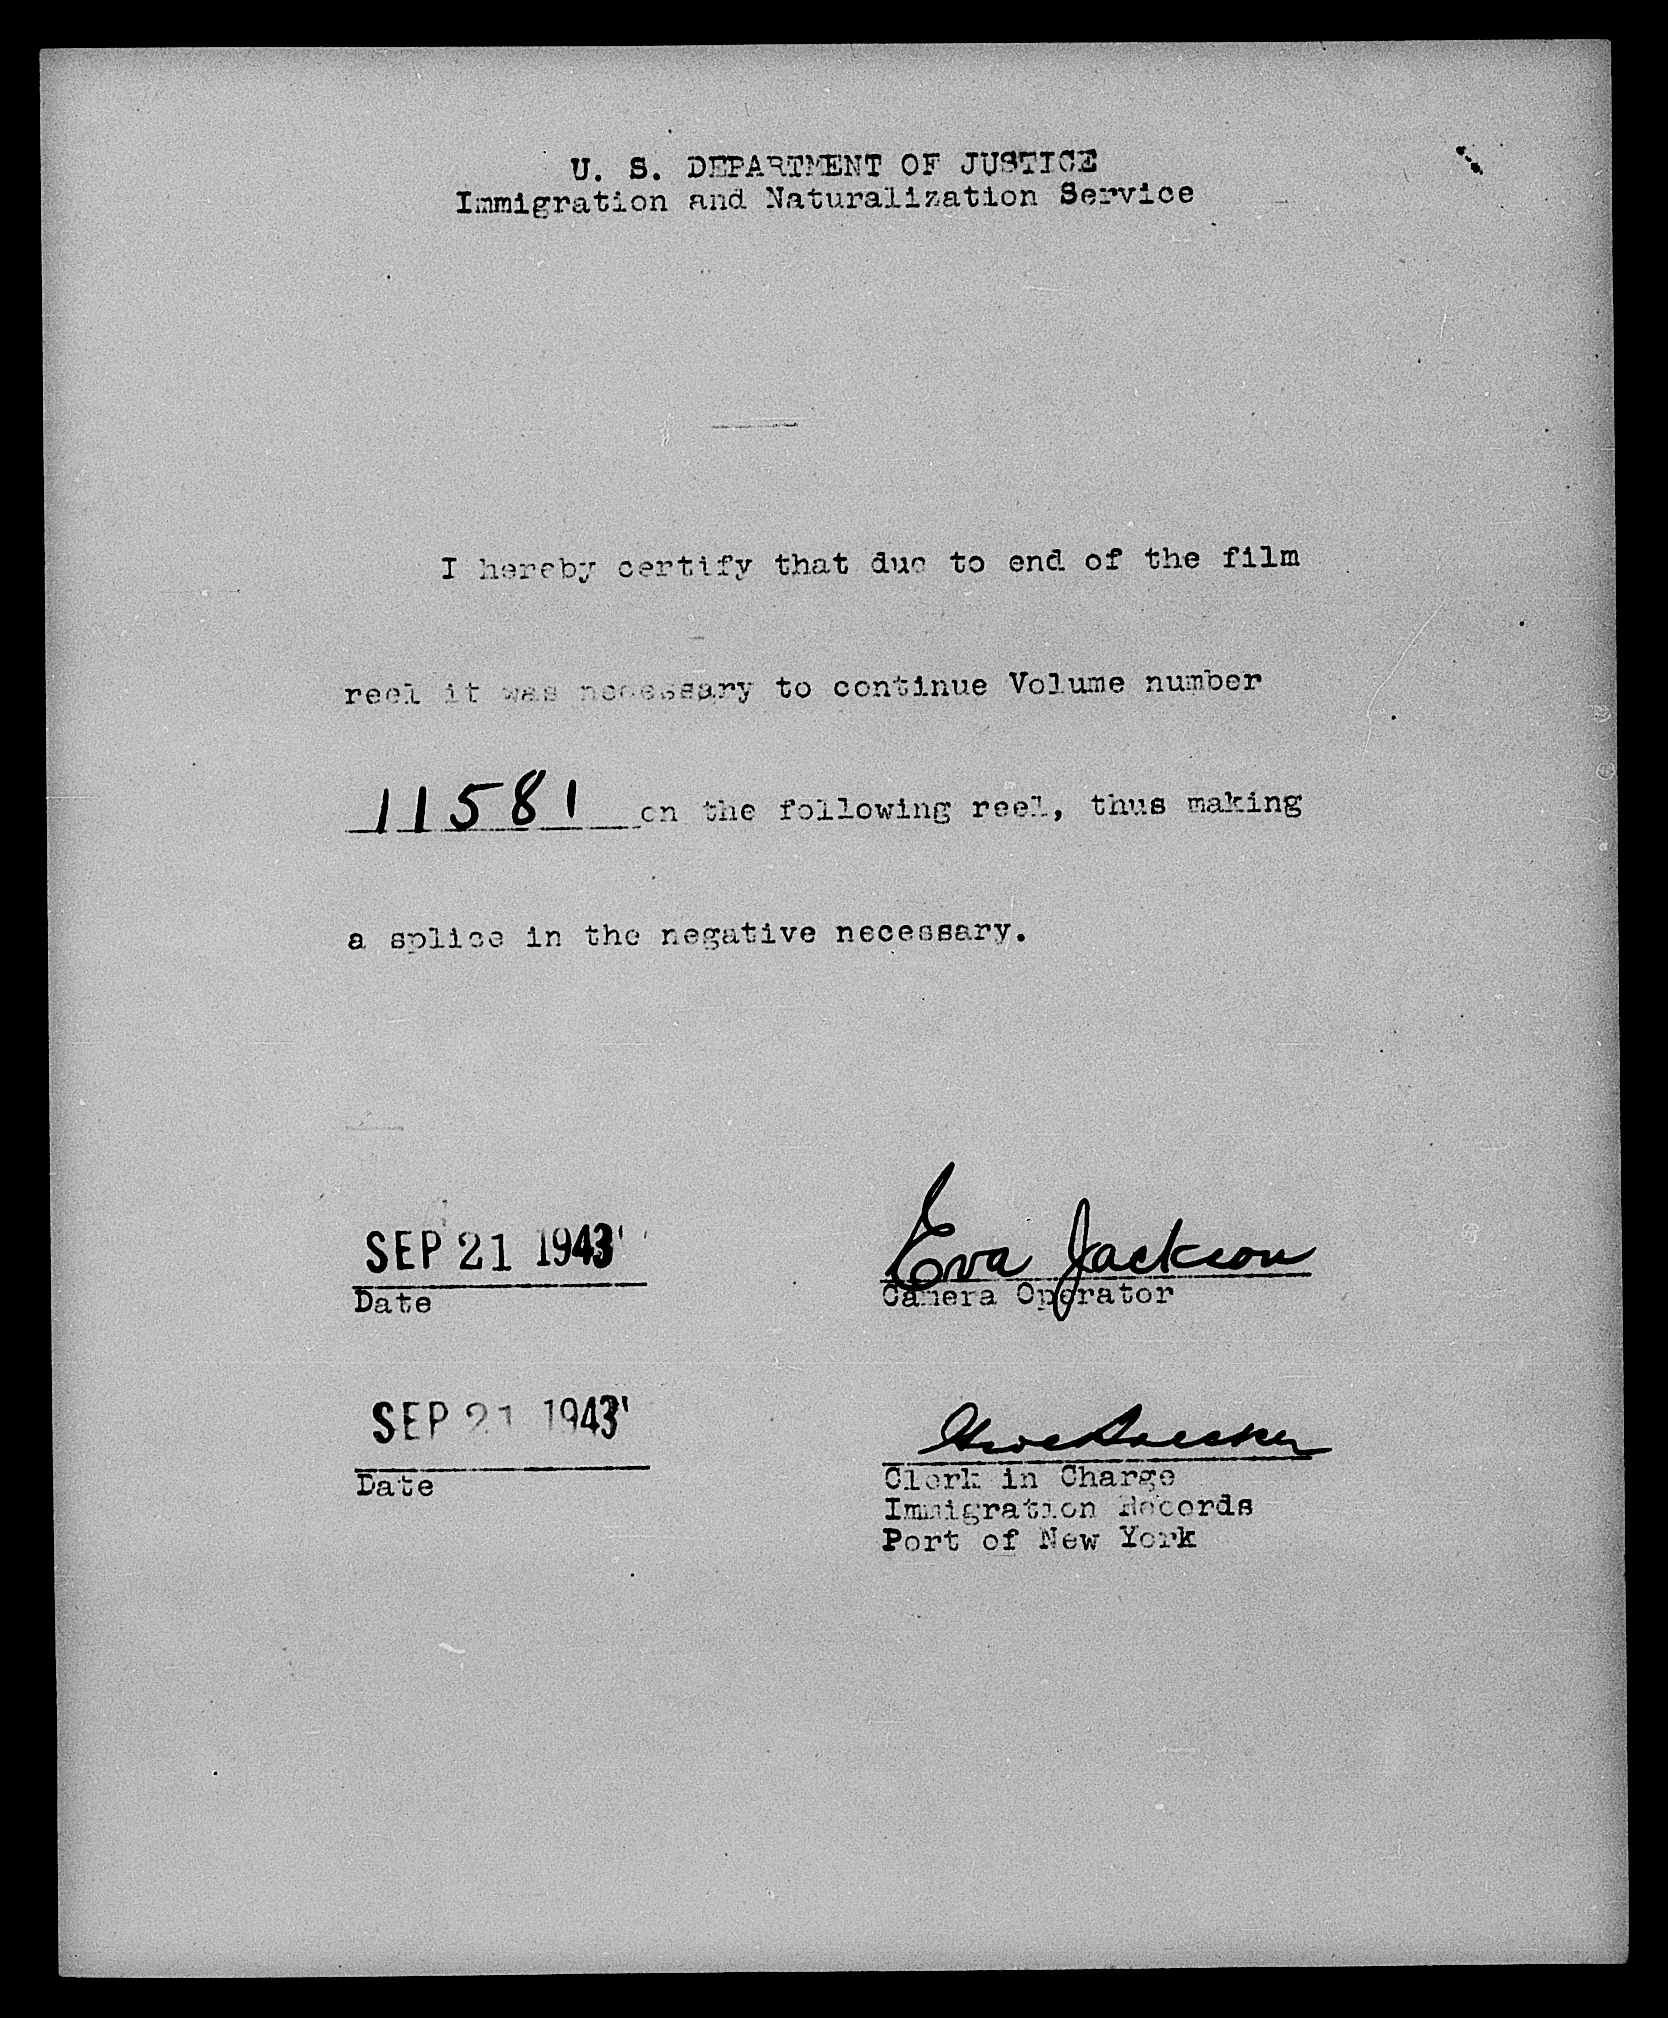 U. S. DEPARTMENT OF JUSTICE
Immigration and Naturalization Service
I hereby certify that due to end of the film
reel it was necessary to continue Volume number
11581 on the following reel, thus making
a splice in the negative necessary.
SEP 21 1943
Eva Jackson
Date
Camera Operator
SEP 21 1943
Date
Clerk in Charge
Immigration Records
Port of New York